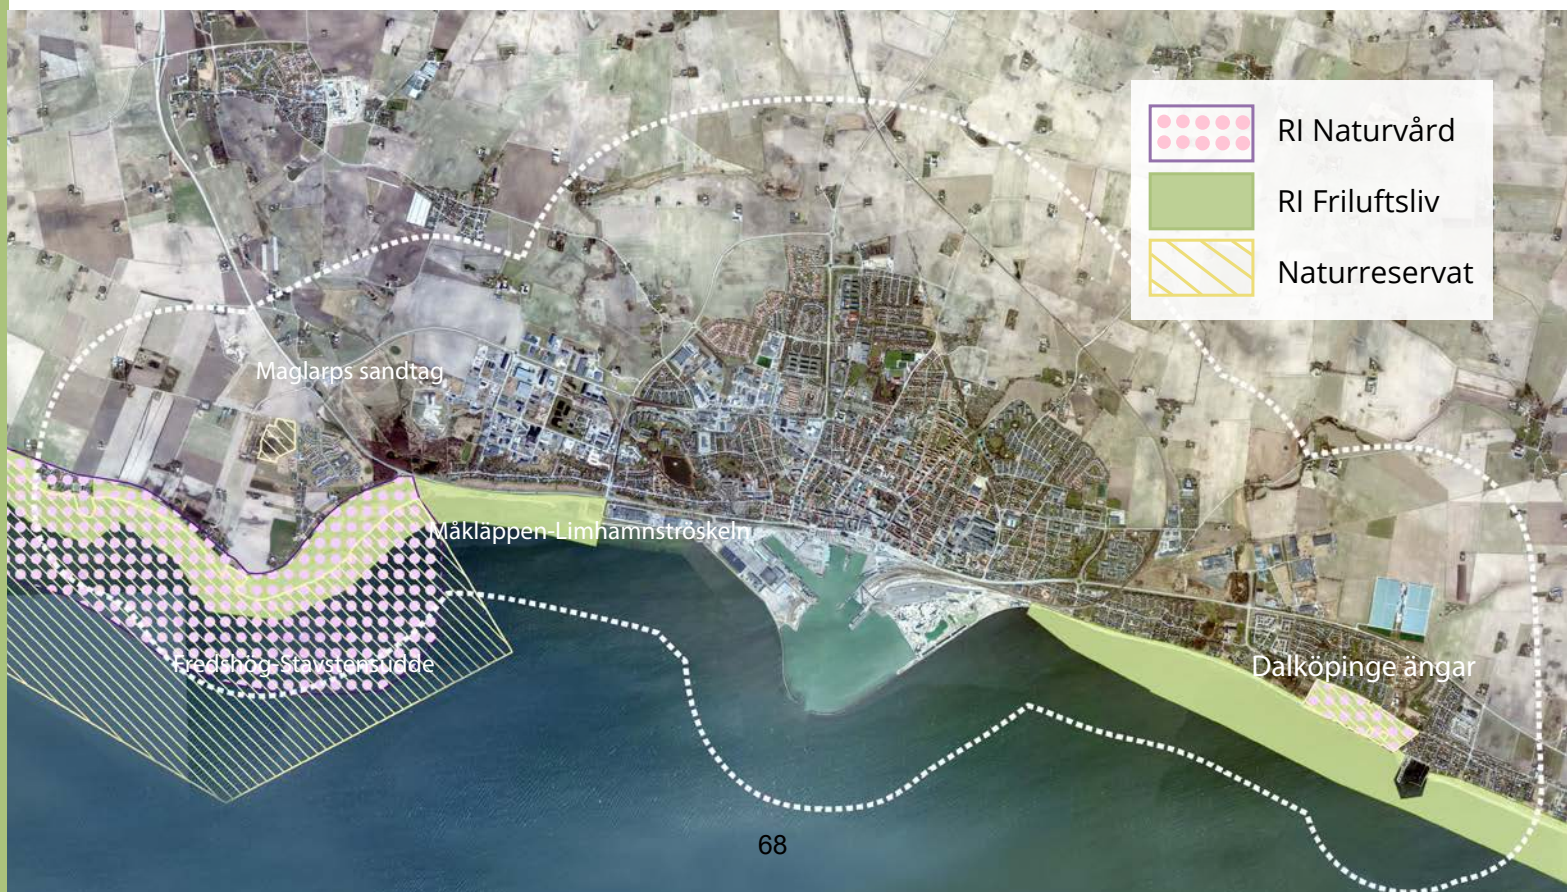 RI Naturvård
RI Friluftsliv
Naturreservat
Maglarps sandtag
Måkläppen-Limhamnströskeln
Fredshög-Stavstensudde
Dalköpinge ängar
68